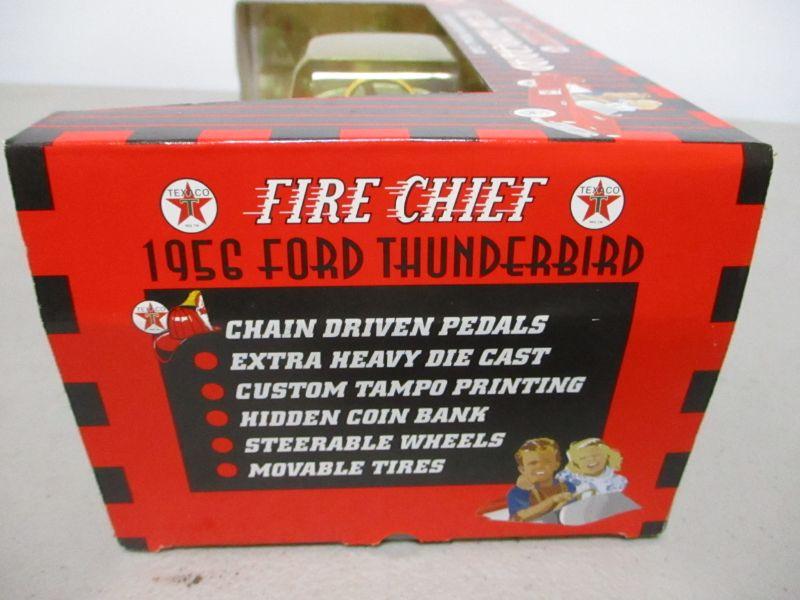 TEXACO
FIRE CHIEF
TEXACO
1956 FORD THUNDERBIRD
TEXACO
CHAIN DRIVEN PEDALS
EXTRA HEAVY DIE CAST
CUSTOM TAMPO PRINTING
HIDDEN COIN BANK
STEERABLE WHEELS
MOVABLE TIRES